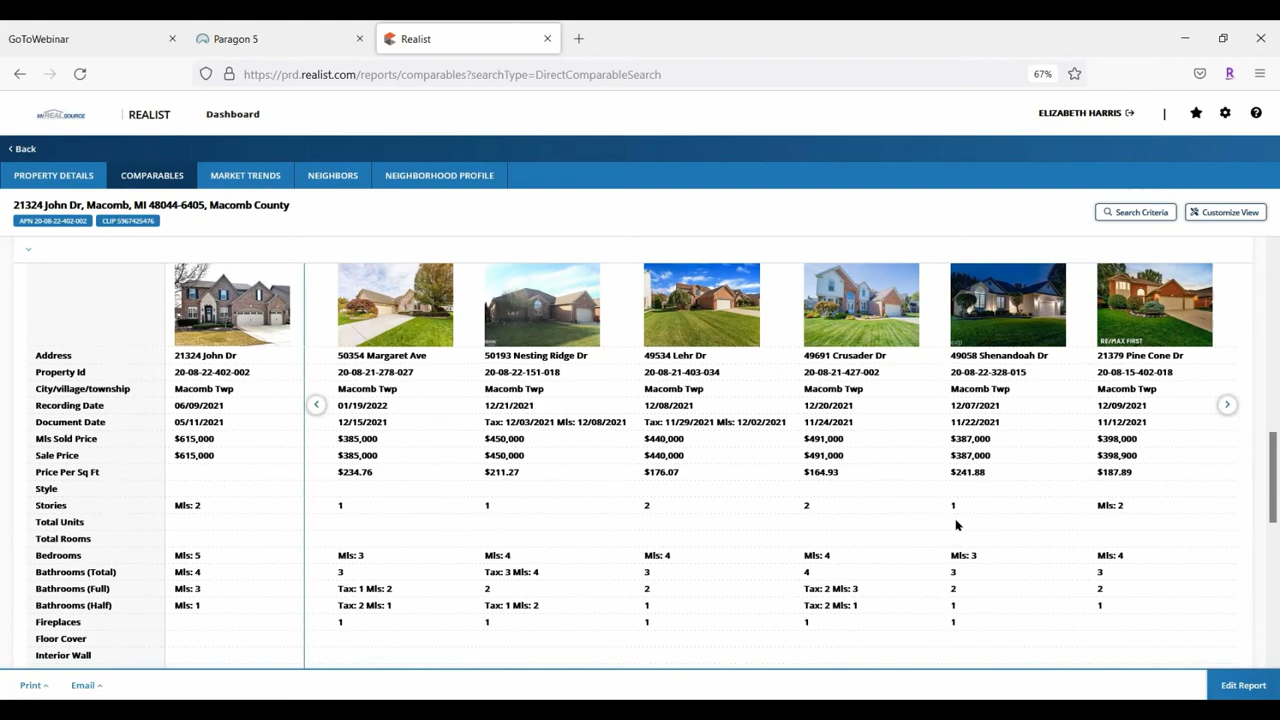 GoToWebinar
Paragon 5
Realist
https://prd.realist.com/reports/comparables?searchType=DirectComparableSearch
67%
R
MIREALSOURCE
REALIST
Dashboard
ELIZABETH HARRIS
Back
PROPERTY DETAILS
COMPARABLES
MARKET TRENDS
NEIGHBORS
NEIGHBORHOOD PROFILE
21324 John Dr, Macomb, MI 48044-6405, Macomb County
APN 20-08-22-402-002 CLIP 5967425476
Search Criteria
Customize View
RE/MAX FIRST
Address 21324 John Dr 50354 Margaret Ave 50193 Nesting Ridge Dr 49534 Lehr Dr 49691 Crusader Dr 49058 Shenandoah Dr 21379 Pine Cone Dr
Property Id 20-08-22-402-002 20-08-21-278-027 20-08-22-151-018 20-08-21-403-034 20-08-21-427-002 20-08-22-328-015 20-08-15-402-018
City/village/township Macomb Twp Macomb Twp Macomb Twp Macomb Twp Macomb Twp Macomb Twp Macomb Twp
Recording Date 06/09/2021 01/19/2022 12/21/2021 12/08/2021 12/20/2021 12/07/2021 12/09/2021
Document Date 05/11/2021 12/15/2021 Tax: 12/03/2021 Mls: 12/08/2021 Tax: 11/29/2021 Mls: 12/02/2021 11/24/2021 11/22/2021 11/12/2021
Mls Sold Price $615,000 $385,000 $450,000 $440,000 $491,000 $387,000 $398,000
Sale Price $615,000 $385,000 $450,000 $440,000 $491,000 $387,000 $398,900
Price Per Sq Ft $234.76 $211.27 $176.07 $164.93 $241.88 $187.89
Style
Stories Mls: 2 1 1 2 2 1 Mls: 2
Total Units
Total Rooms
Bedrooms Mls: 5 Mls: 3 Mls: 4 Mls: 4 Mls: 4 Mls: 3 Mls: 4
Bathrooms (Total) Mls: 4 3 Tax: 3 Mls: 4 3 4 3 3
Bathrooms (Full) Mls: 3 Tax: 1 Mls: 2 2 2 Tax: 2 Mls: 3 2 2
Bathrooms (Half) Mls: 1 Tax: 2 Mls: 1 Tax: 1 Mls: 2 1 Tax: 2 Mls: 1 1 1
Fireplaces 1 1 1 1 1
Floor Cover
Interior Wall
Print
Email
Edit Report